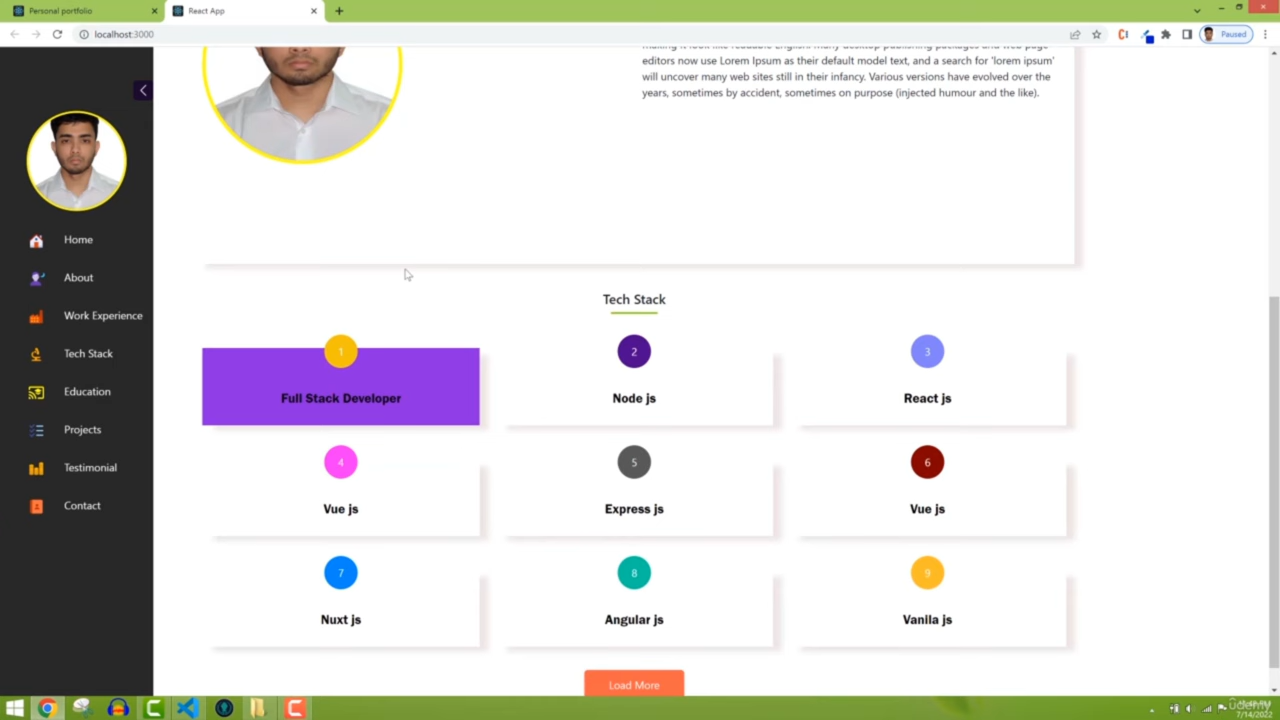 Personal portfolio
React App
localhost:3000
Paused
editors now use Lorem Ipsum as their default model text, and a search for 'lorem ipsum'
will uncover many web sites still in their infancy. Various versions have evolved over the
years, sometimes by accident, sometimes on purpose (injected humour and the like).
Home
About
Work Experience
Tech Stack
Education
Projects
Testimonial
Contact
Tech Stack
1
Full Stack Developer
2
Node js
3
React js
4
Vue js
5
Express js
6
Vue js
7
Nuxt js
8
Angular js
9
Vanila js
Load More
Udemy
7/14/2022